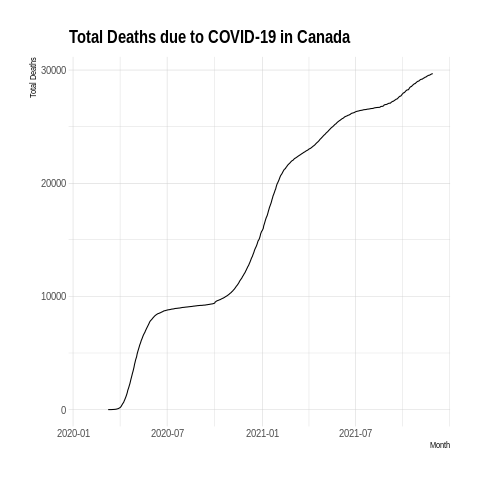 Total Deaths due to COVID-19 in Canada
Total Deaths
30000
20000
10000
0
2020-01 2020-07 2021-01 2021-07
Month